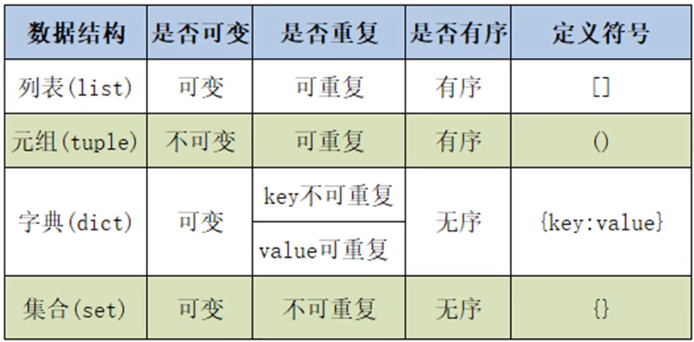 数据结构 是否可变 是否重复 是否有序 定义符号
列表(list) 可变 可重复 有序 []
元组(tuple) 不可变 可重复 有序 ()
字典(dict) 可变 key不可重复 无序 {key:value}
value可重复
集合(set) 可变 不可重复 无序 {}